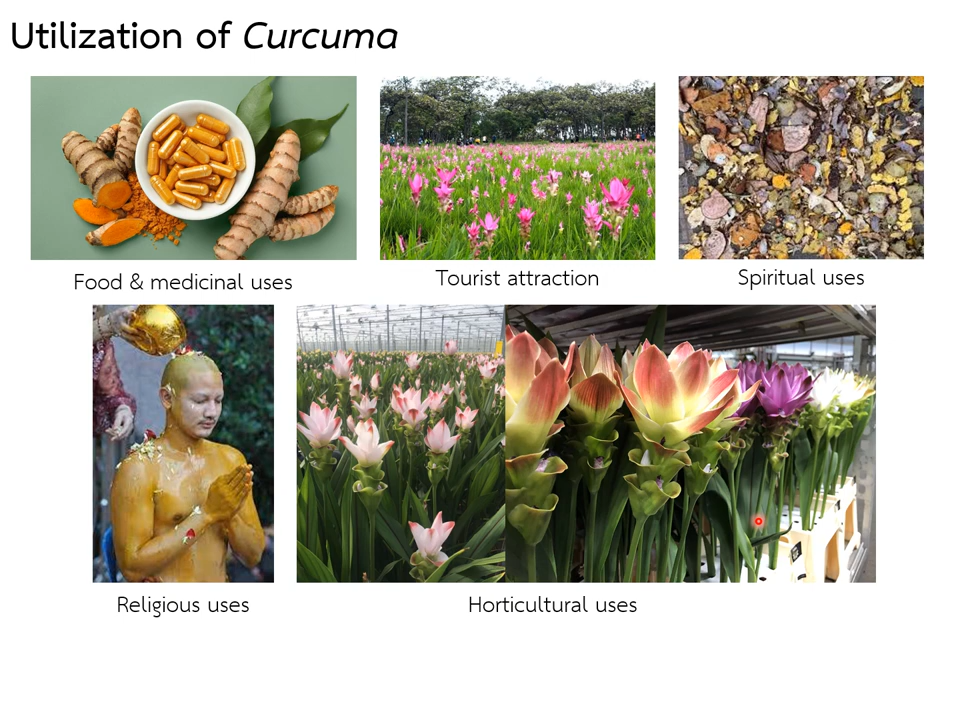 Utilization of Curcuma
Food & medicinal uses
Tourist attraction
Spiritual uses
Religious uses
Horticultural uses